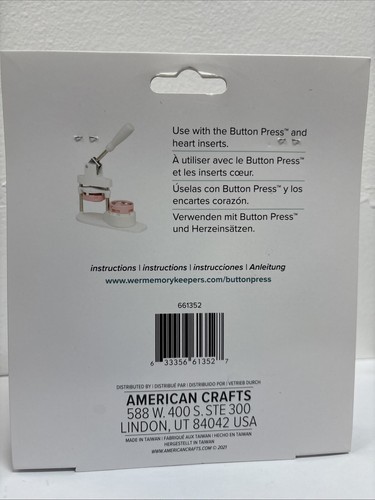 Use with the Button Press™ and
heart inserts.
À utiliser avec le Button Press™
et les inserts cœur.
Úselas con Button Press™ y los
encartes corazón.
Verwenden mit Button Press™
und Herzeinsätzen.
instructions | instructions | instrucciones | Anleitung
www.wermemorykeepers.com/buttonpress
661352
6 33356 61352 7
DISTRIBUTED BY | DISTRIBUÉ PAR | DISTRIBUIDO POR | VETRIEB DURCH
AMERICAN CRAFTS
588 W. 400 S. STE 300
LINDON, UT 84042 USA
MADE IN TAIWAN | FABRIQUÉ AUX TAIWAN | HECHO EN TAIWAN
HERGESTELLT IN TAIWAN
WWW.AMERICANCRAFTS.COM © 2021